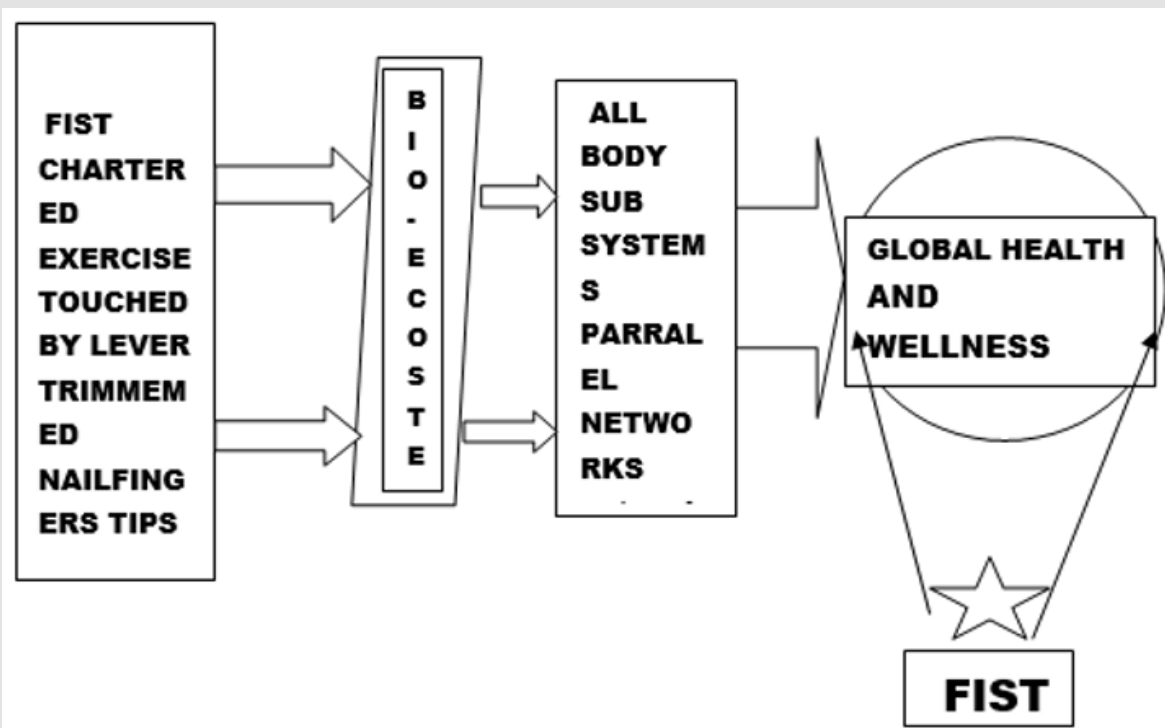 FIST
CHARTER
ED
EXERCISE
TOUCHED
BY LEVER
TRIMMEM
ED
NAILFING
ERS TIPS
B
I
O
-
E
C
O
S
T
E
ALL
BODY
SUB
SYSTEM
S
PARRAL
EL
NETWO
RKS
GLOBAL HEALTH
AND
WELLNESS
FIST